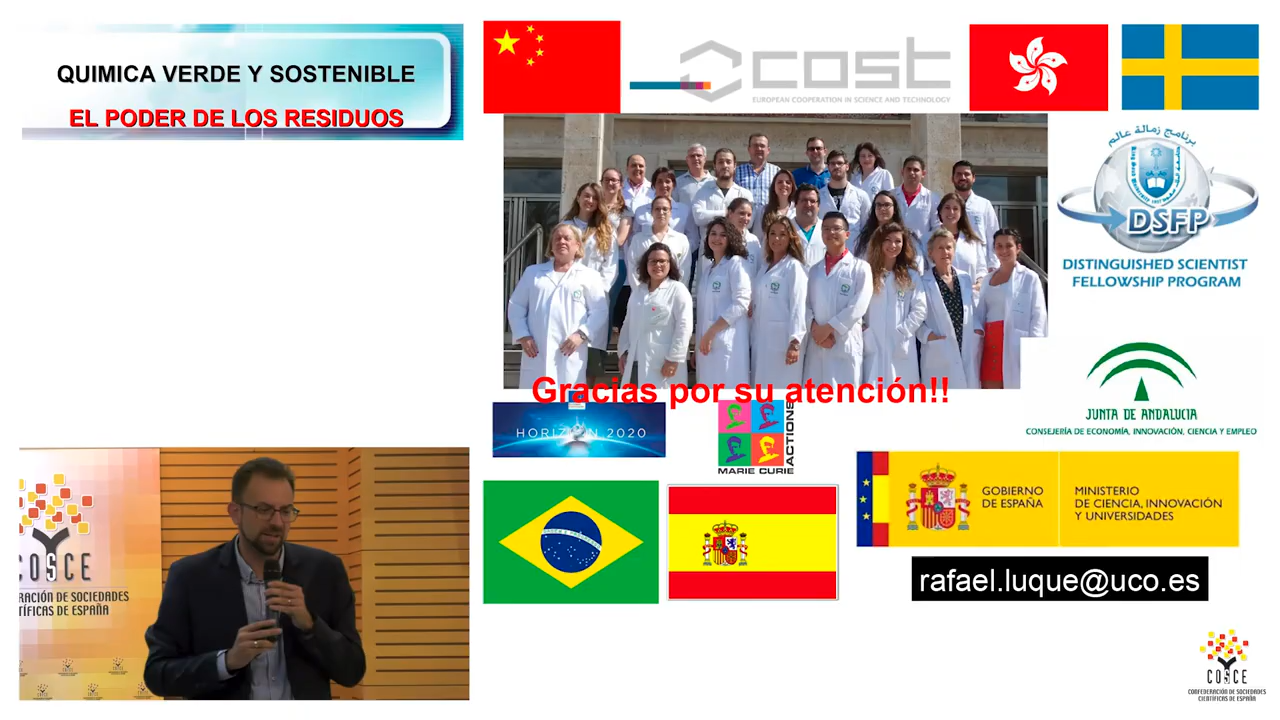 QUIMICA VERDE Y SOSTENIBLE
EL PODER DE LOS RESIDUOS
COST
EUROPEAN COOPERATION IN SCIENCE AND TECHNOLOGY
برنامج زمالة عالم
DSFP
DISTINGUISHED SCIENTIST
FELLOWSHIP PROGRAM
Gracias por su atención!!
HORIZON 2020
MARIE CURIE
ACTIONS
JUNTA DE ANDALUCIA
CONSEJERÍA DE ECONOMÍA, INNOVACIÓN, CIENCIA Y EMPLEO
GOBIERNO
DE ESPAÑA
MINISTERIO
DE CIENCIA, INNOVACIÓN
Y UNIVERSIDADES
rafael.luque@uco.es
COSCE
RACIÓN DE SOCIEDADES
TÍFICAS DE ESPAÑA
COSCE
CONFEDERACIÓN DE SOCIEDADES
CIENTÍFICAS DE ESPAÑA